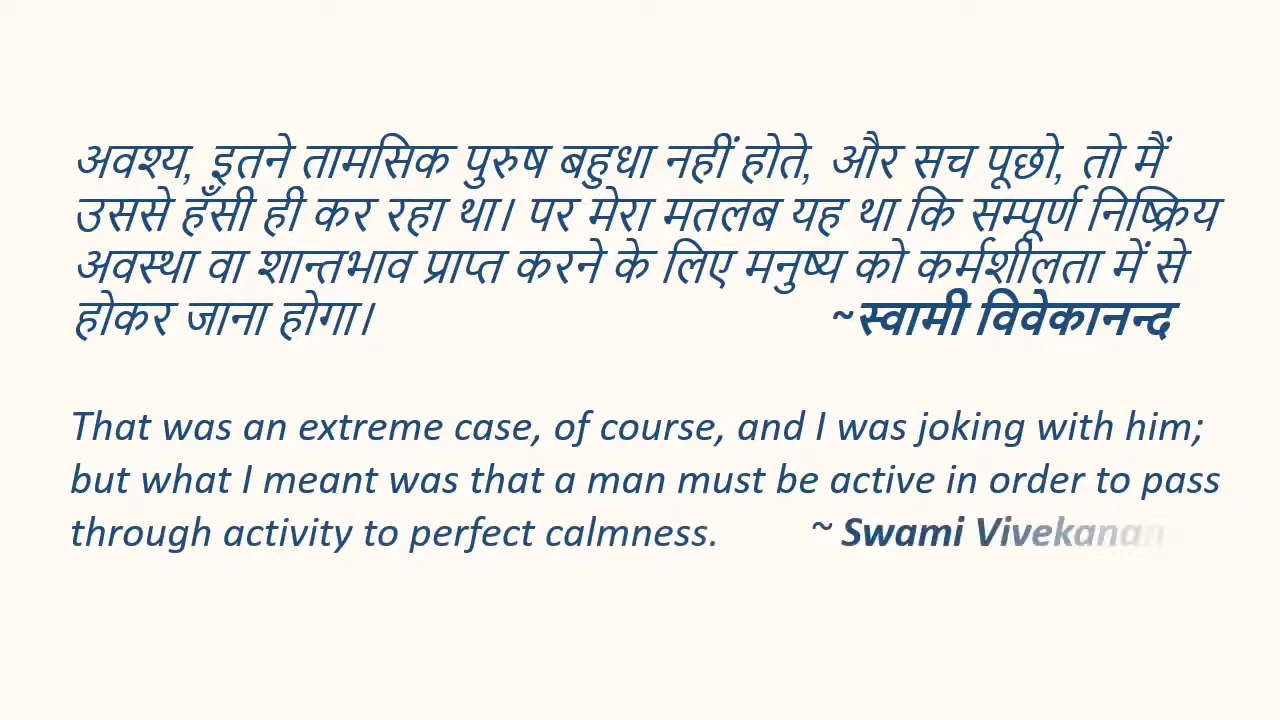 अवश्य, इतने तामसिक पुरुष बहुधा नहीं होते, और सच पूछो, तो मैं
उससे हँसी ही कर रहा था। पर मेरा मतलब यह था कि सम्पूर्ण निष्क्रिय
अवस्था वा शान्तभाव प्राप्त करने के लिए मनुष्य को कर्मशीलता में से
होकर जाना होगा। ~स्वामी विवेकानन्द
That was an extreme case, of course, and I was joking with him;
but what I meant was that a man must be active in order to pass
through activity to perfect calmness. ~ Swami Vivekanan